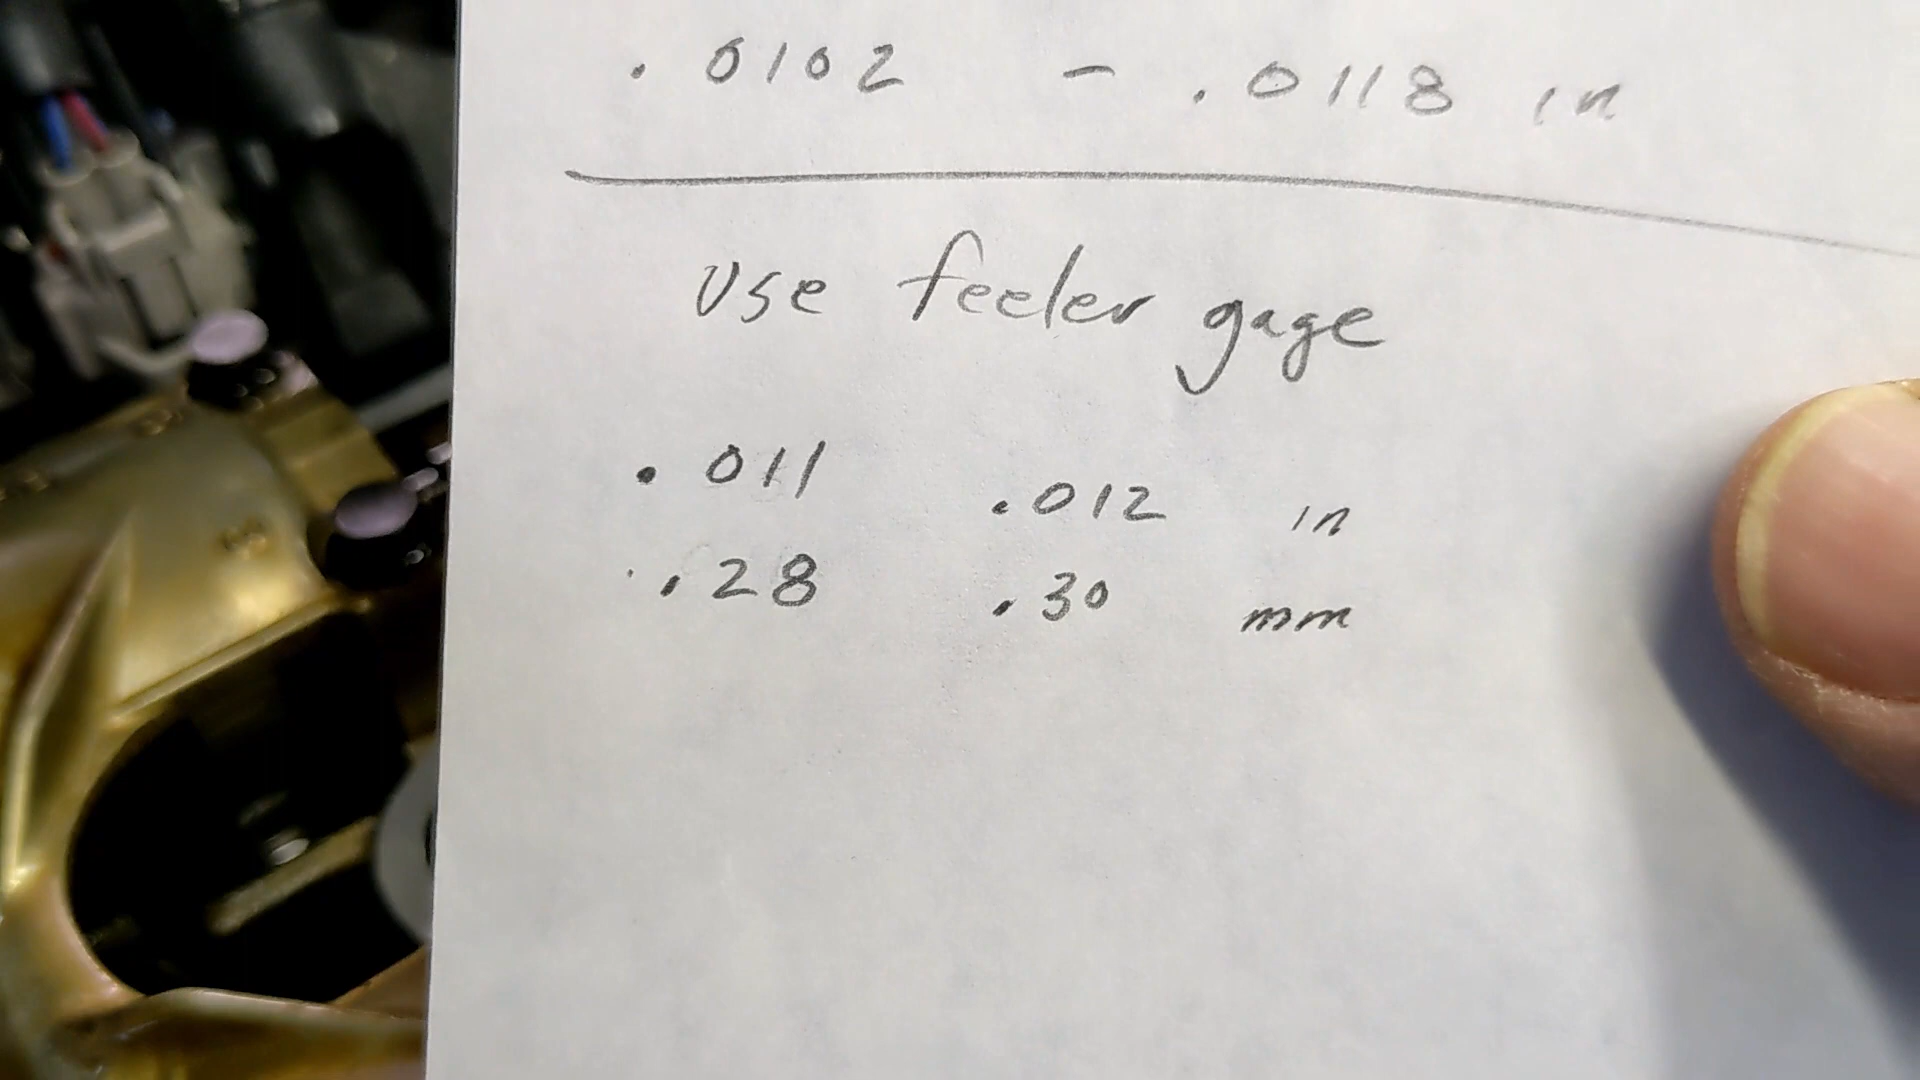 .0102 - .0118 in
Use feeler gage
.011 .012 in
.28 .30 mm